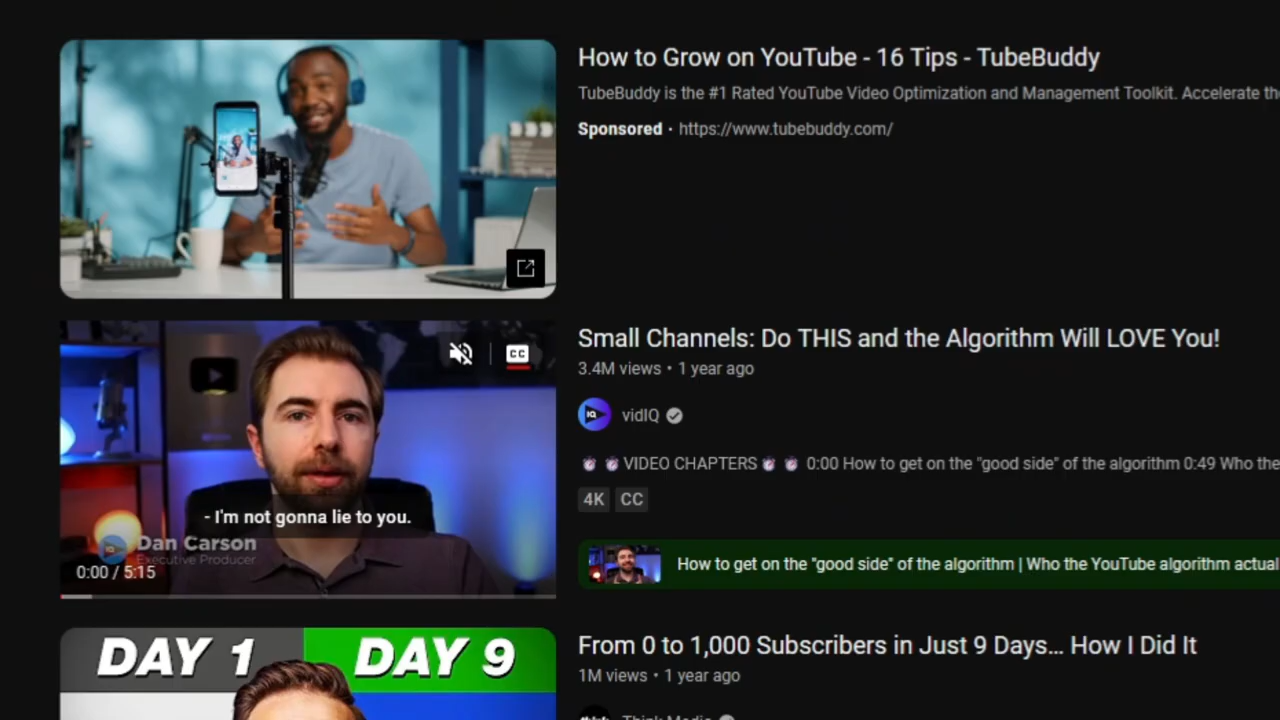 How to Grow on YouTube - 16 Tips - TubeBuddy
TubeBuddy is the #1 Rated YouTube Video Optimization and Management Toolkit. Accelerate
Sponsored · https://www.tubebuddy.com/
CC
- I'm not gonna lie to you.
Dan Carson
Executive Producer
0:00 / 5:15
Small Channels: Do THIS and the Algorithm Will LOVE You!
3.4M views · 1 year ago
IQ vidIQ
VIDEO CHAPTERS 0:00 How to get on the "good side" of the algorithm 0:49 Who the
4K CC
How to get on the "good side" of the algorithm | Who the YouTube algorithm
DAY 1 DAY 9
From 0 to 1,000 Subscribers in Just 9 Days... How I Did It
1M views · 1 year ago
Think Media